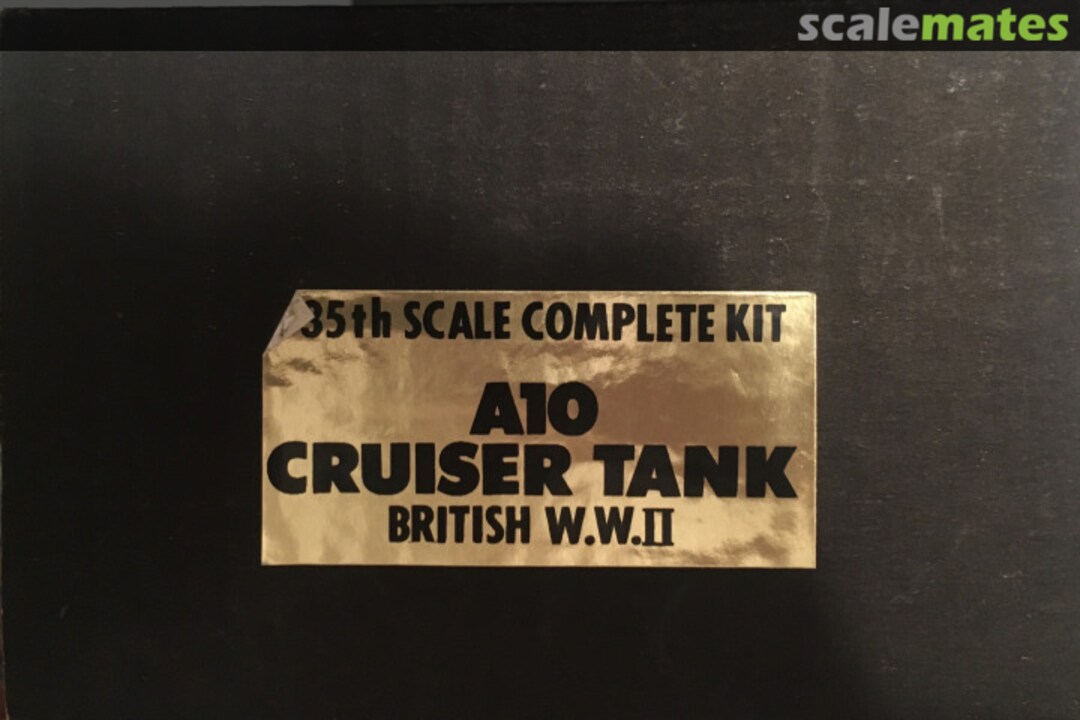 scalemates
35th SCALE COMPLETE KIT
A10
CRUISER TANK
BRITISH W.W.II